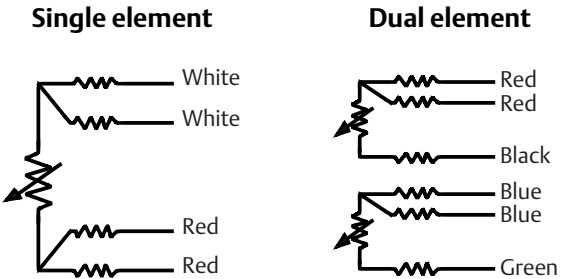 Single element
White
White
Red
Red
Dual element
Red
Red
Black
Blue
Blue
Green